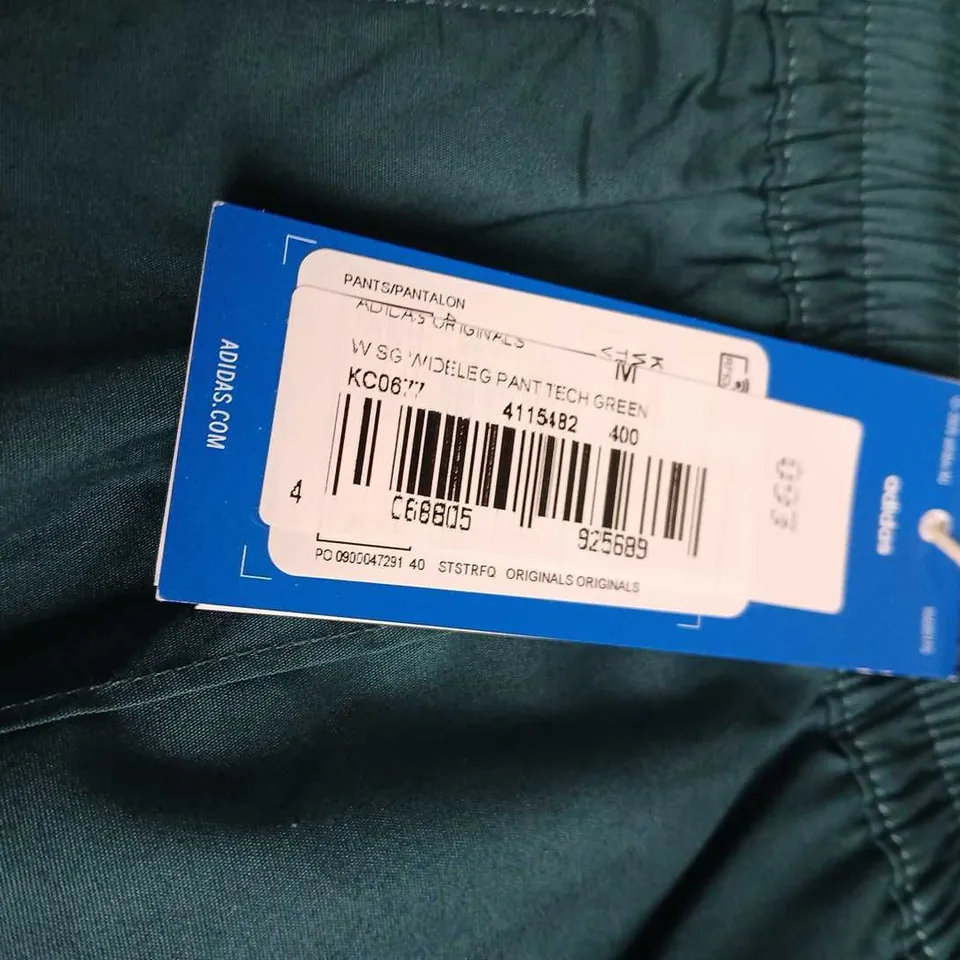 ADIDAS.COM
PANTS/PANTALON
ADIDAS ORIGINALS
M
W SG WIDELEG PANT TECH GREEN
KC0677
4115482 400
4 068805 925689
PO 0900047291 40 STSTRFQ ORIGINALS ORIGINALS
adidas